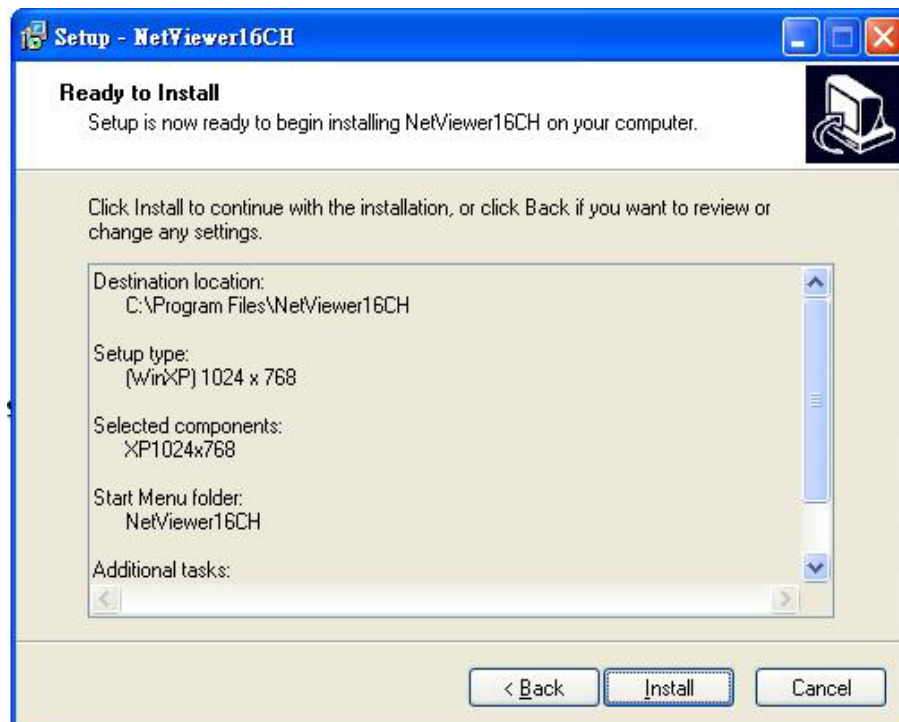 Setup - NetViewer16CH
Ready to Install
Setup is now ready to begin installing NetViewer16CH on your computer.
Click Install to continue with the installation, or click Back if you want to review or
change any settings.
Destination location:
C:\Program Files\NetViewer16CH
Setup type:
(WinXP) 1024 x 768
Selected components:
XP1024x768
Start Menu folder:
NetViewer16CH
Additional tasks:
< Back
Install
Cancel